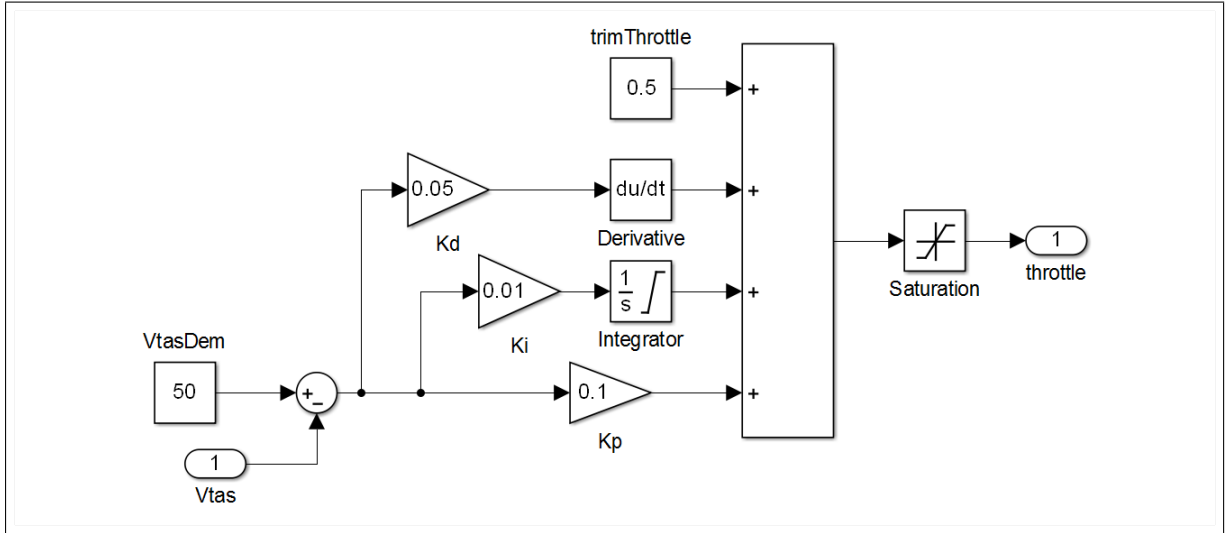 trimThrottle
0.5
+
0.05
du/dt
+
Kd
Derivative
0.01
1
s
+
Saturation
1
throttle
Ki
Integrator
VtasDem
50
+
−
0.1
+
Kp
1
Vtas